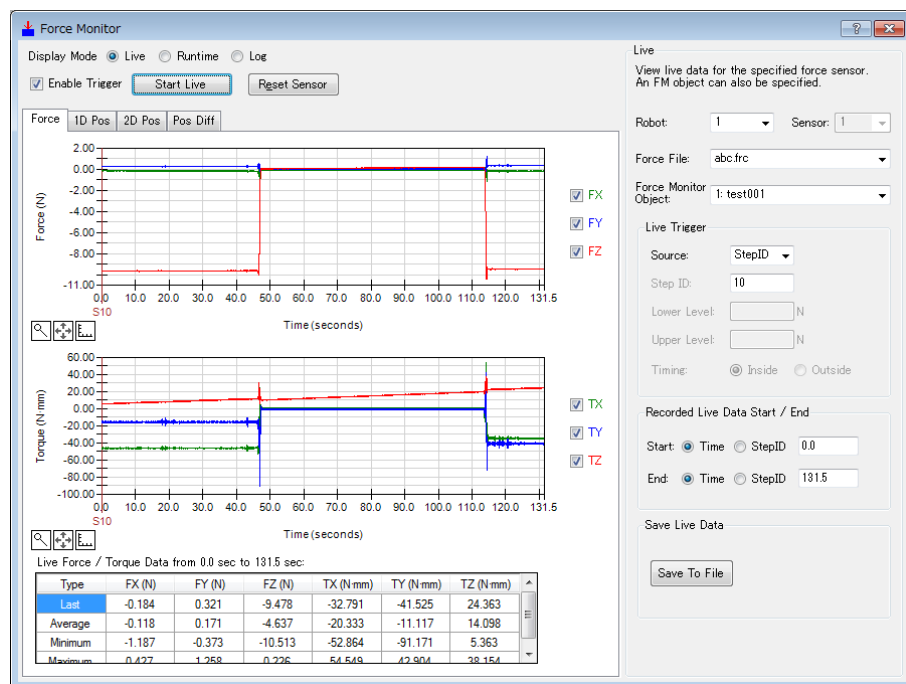 Force Monitor
Display Mode Live Runtime Log
Enable Trigger Start Live Reset Sensor
Force 1D Pos 2D Pos Pos Diff
Force (N)
2.00
0.00
-2.00
-4.00
-6.00
-8.00
-11.00
0.0 10.0 20.0 30.0 40.0 50.0 60.0 70.0 80.0 90.0 100.0 110.0 131.5
S10
Time (seconds)
FX
FY
FZ
Torque (N·mm)
60.00
40.00
20.00
0.00
-20.00
-40.00
-60.00
-80.00
-100.00
0.0 10.0 20.0 30.0 40.0 50.0 60.0 70.0 80.0 90.0 100.0 110.0 131.5
S10
Time (seconds)
TX
TY
TZ
Live Force / Torque Data from 0.0 sec to 131.5 sec:
Type FX (N) FY (N) FZ (N) TX (N·mm) TY (N·mm) TZ (N·mm)
Last -0.184 0.321 -9.478 -32.791 -41.525 24.363
Average -0.118 0.171 -4.637 -20.333 -11.117 14.098
Minimum -1.187 -0.373 -10.513 -52.864 -91.171 5.363
Maximum 0.427 1.258 0.226 54.549 42.904 38.154
Live
View live data for the specified force sensor.
An FM object can also be specified.
Robot: 1 Sensor: 1
Force File: abc.frc
Force Monitor
Object: 1: test001
Live Trigger
Source: StepID
Step ID: 10
Lower Level: N
Upper Level: N
Timing: Inside Outside
Recorded Live Data Start / End
Start: Time StepID 0.0
End: Time StepID 131.5
Save Live Data
Save To File